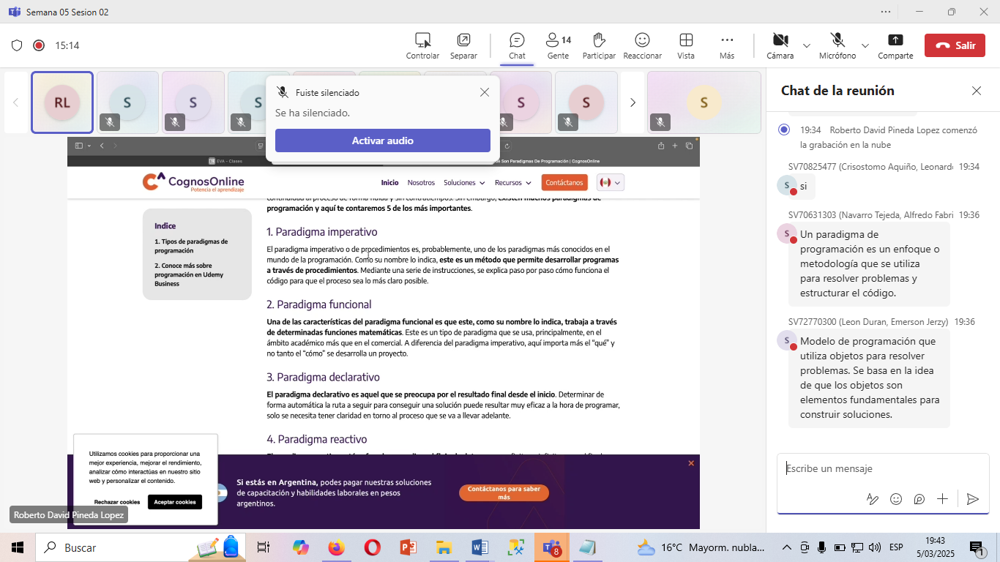 Semana 05 Sesion 02
15:14
Controlar
Separar
Chat
14
Gente
Participar
Reaccionar
Vista
Más
Cámara
Micrófono
Comparte
Salir
RL
S
S
S
S
S
S
Fuiste silenciado
Se ha silenciado.
Activar audio
EVA - Clases
Son Paradigmas De Programación | CognosOnline
CognosOnline
Potencia el aprendizaje
Inicio
Nosotros
Soluciones
Recursos
Contáctanos
Indice
1. Tipos de paradigmas de
programación
2. Conoce más sobre
programación en Udemy
Business
continuidad al proceso de forma fluida y sin contratiempos. Sin embargo, existen muchos paradigmas de
programación y aquí te contaremos 5 de los más importantes.
1. Paradigma imperativo
El paradigma imperativo o de procedimientos es, probablemente, uno de los paradigmas más conocidos en el
mundo de la programación. Como su nombre lo indica, este es un método que permite desarrollar programas
a través de procedimientos. Mediante una serie de instrucciones, se explica paso por paso cómo funciona el
código para que el proceso sea lo más claro posible.
2. Paradigma funcional
Una de las características del paradigma funcional es que este, como su nombre lo indica, trabaja a través
de determinadas funciones matemáticas. Este es un tipo de paradigma que se usa, principalmente, en el
ámbito académico más que en el comercial. A diferencia del paradigma imperativo, aquí importa más el “qué” y
no tanto el “cómo” se desarrolla un proyecto.
3. Paradigma declarativo
El paradigma declarativo es aquel que se preocupa por el resultado final desde el inicio. Determinar de
forma automática la ruta a seguir para conseguir una solución puede resultar muy eficaz a la hora de programar,
solo se necesita tener claridad en torno al proceso que se va a llevar adelante.
4. Paradigma reactivo
Utilizamos cookies para proporcionar una
mejor experiencia, mejorar el rendimiento,
analizar cómo interactúas en nuestro sitio
web y personalizar el contenido.
Rechazar cookies
Aceptar cookies
Si estás en Argentina, podes pagar nuestras soluciones
de capacitación y habilidades laborales en pesos
argentinos.
Contáctanos para saber
más
Roberto David Pineda Lopez
Chat de la reunión
19:34 Roberto David Pineda Lopez comenzó
la grabación en la nube
SV70825477 (Crisostomo Aquiño, Leonard 19:34
S
si
SV70631303 (Navarro Tejeda, Alfredo Fabri 19:36
S
Un paradigma de
programación es un enfoque o
metodología que se utiliza
para resolver problemas y
estructurar el código.
SV72770300 (Leon Duran, Emerson Jerzy) 19:36
S
Modelo de programación que
utiliza objetos para resolver
problemas. Se basa en la idea
de que los objetos son
elementos fundamentales para
construir soluciones.
Escribe un mensaje
Buscar
8
16°C Mayorm. nubla...
ESP
19:43
5/03/2025
1